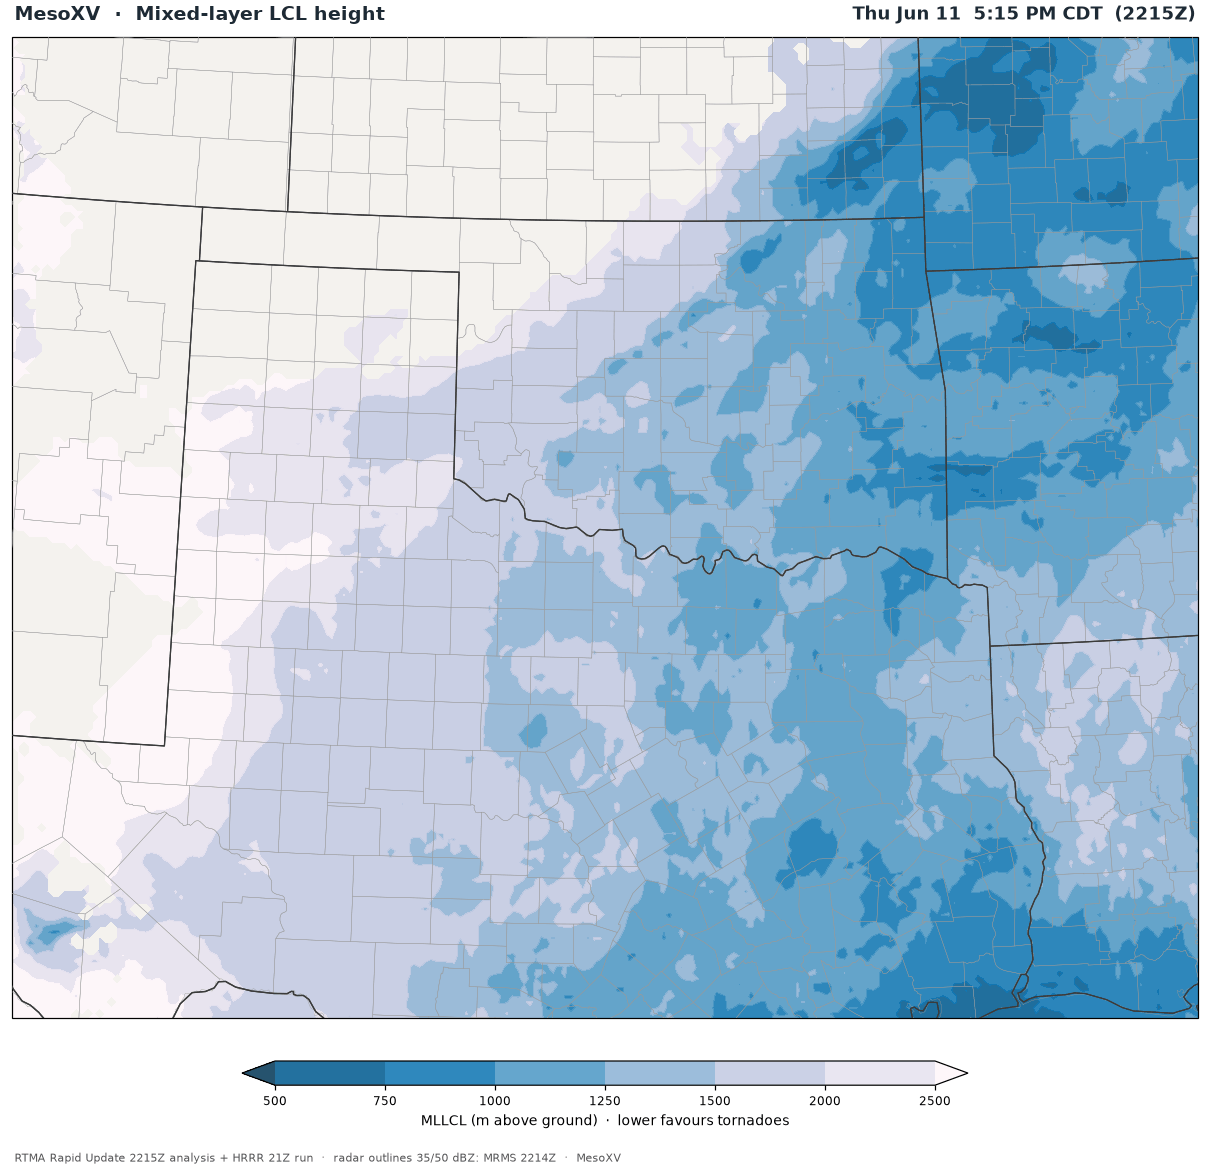 MesoXV · Mixed-layer LCL height
Thu Jun 11 5:15 PM CDT (2215Z)
500 750 1000 1250 1500 2000 2500
MLLCL (m above ground) · lower favours tornadoes
RTMA Rapid Update 2215Z analysis + HRRR 21Z run · radar outlines 35/50 dBZ: MRMS 2214Z · MesoXV